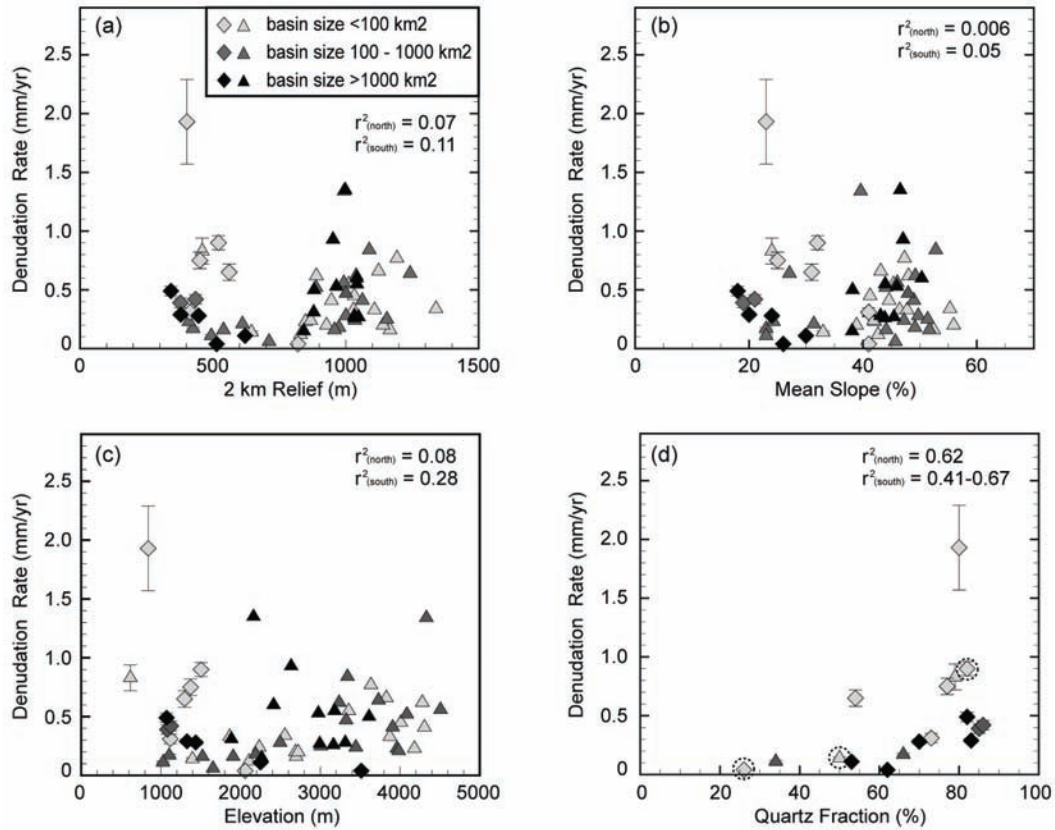 (a)
basin size <100 km2
basin size 100 - 1000 km2
basin size >1000 km2
r²(north) = 0.07
r²(south) = 0.11
Denudation Rate (mm/yr)
2.5
2.0
1.5
1.0
0.5
0
0 500 1000 1500
2 km Relief (m)
(b)
r²(north) = 0.006
r²(south) = 0.05
Denudation Rate (mm/yr)
2.5
2.0
1.5
1.0
0.5
0
0 20 40 60
Mean Slope (%)
(c)
r²(north) = 0.08
r²(south) = 0.28
Denudation Rate (mm/yr)
2.5
2.0
1.5
1.0
0.5
0
0 1000 2000 3000 4000 5000
Elevation (m)
(d)
r²(north) = 0.62
r²(south) = 0.41-0.67
Denudation Rate (mm/yr)
2.5
2.0
1.5
1.0
0.5
0
0 20 40 60 80 100
Quartz Fraction (%)